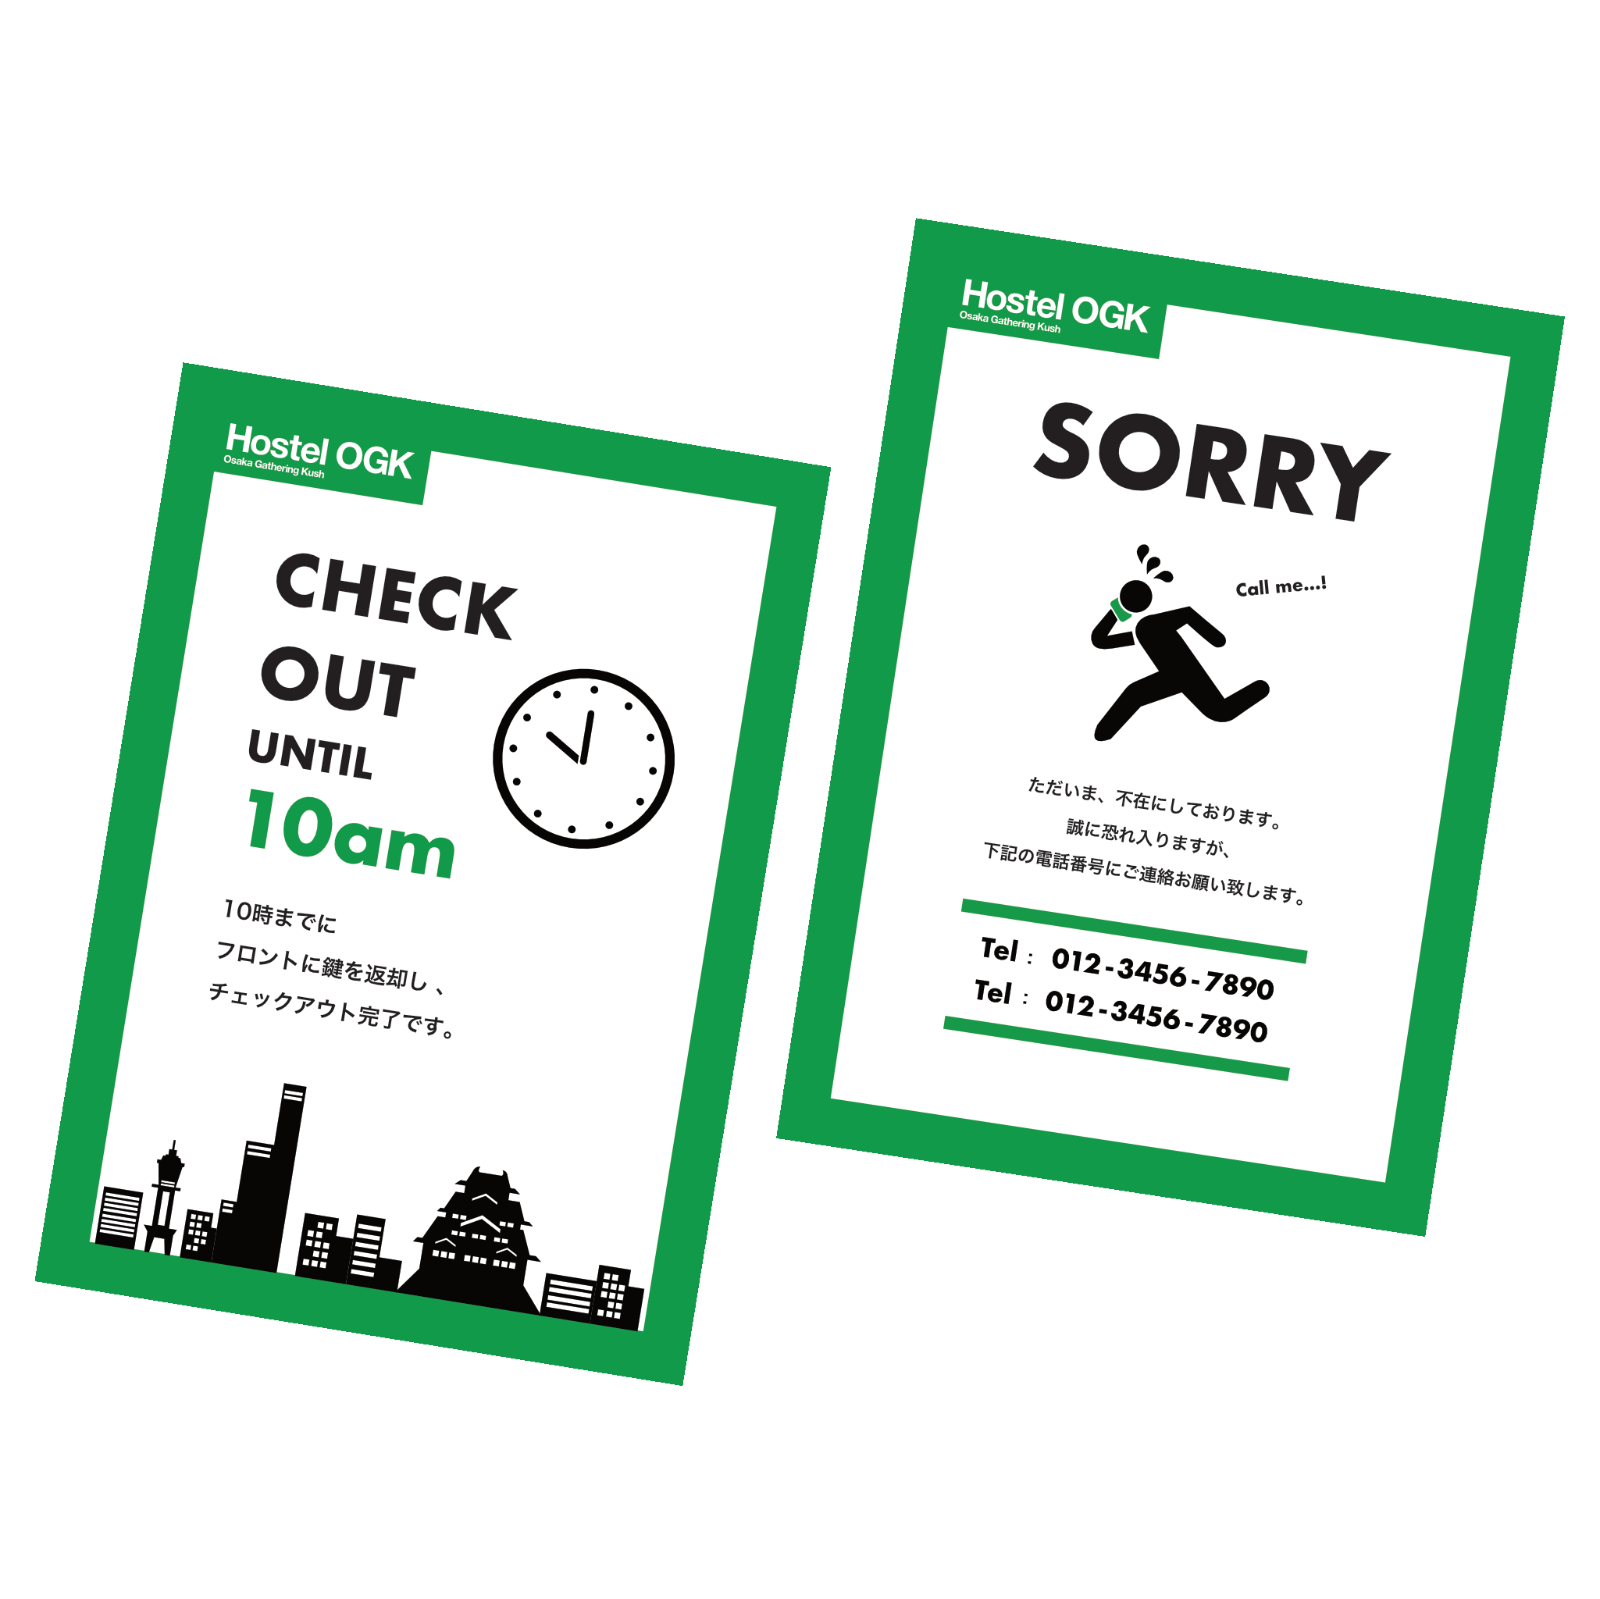 Hostel OGK
Osaka Gathering Kush
CHECK
OUT
UNTIL
10am
10時までに
フロントに鍵を返却し 、
チェックアウト完了です。
Hostel OGK
Osaka Gathering Kush
SORRY
Call me...!
ただいま、不在にしております。
誠に恐れ入りますが、
下記の電話番号にご連絡お願い致します。
Tel : 012-3456-7890
Tel : 012-3456-7890